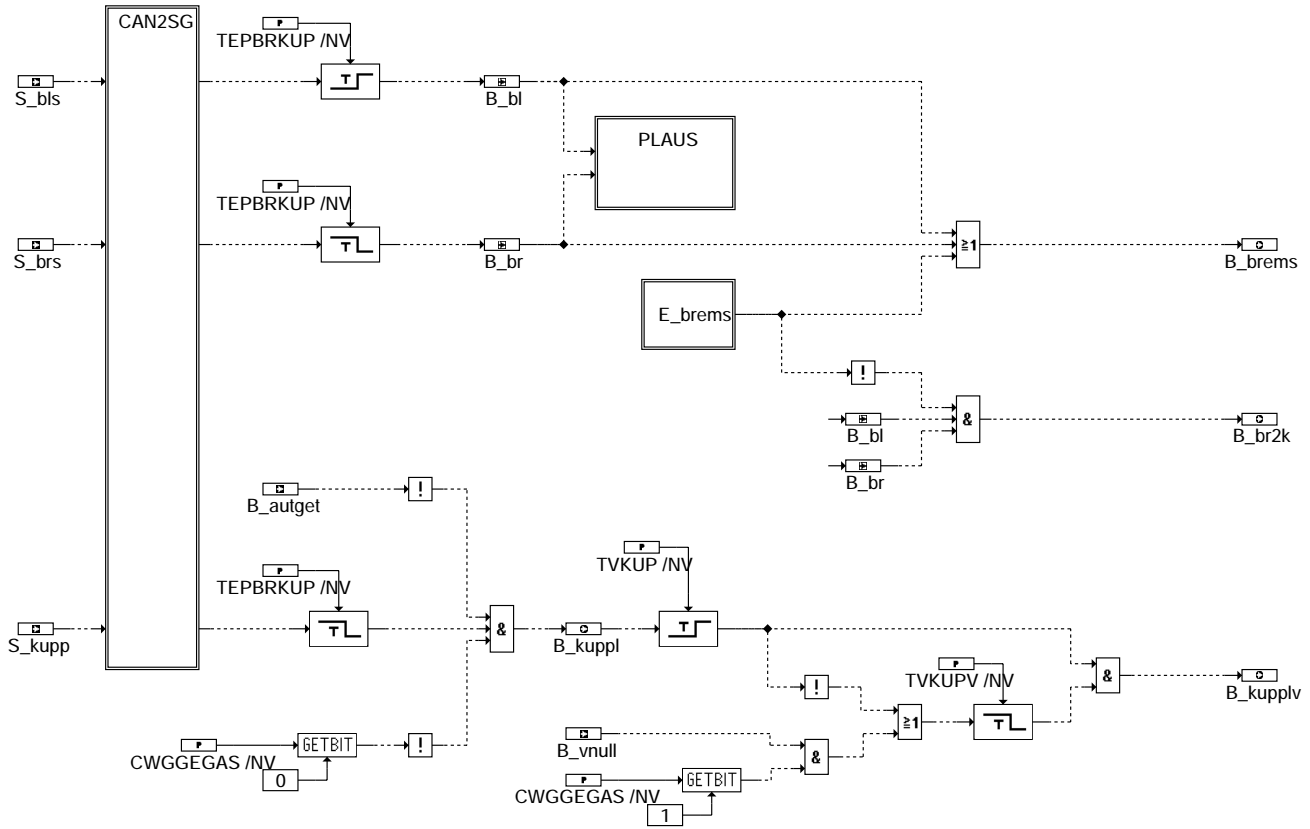 CAN2SG
P
TEPBRKUP /NV
T
S_bls
B_bl
PLAUS
P
TEPBRKUP /NV
T
S_brs
B_br
≥1
B_brems
E_brems
!
&
B_bl
B_br2k
B_br
B_autget
!
P
TVKUP /NV
P
TEPBRKUP /NV
T
&
T
S_kupp
B_kuppl
P
TVKUPV /NV
&
B_kupplv
!
≥1
T
P
CWGGEGAS /NV
GETBIT
!
0
B_vnull
&
P
CWGGEGAS /NV
GETBIT
1